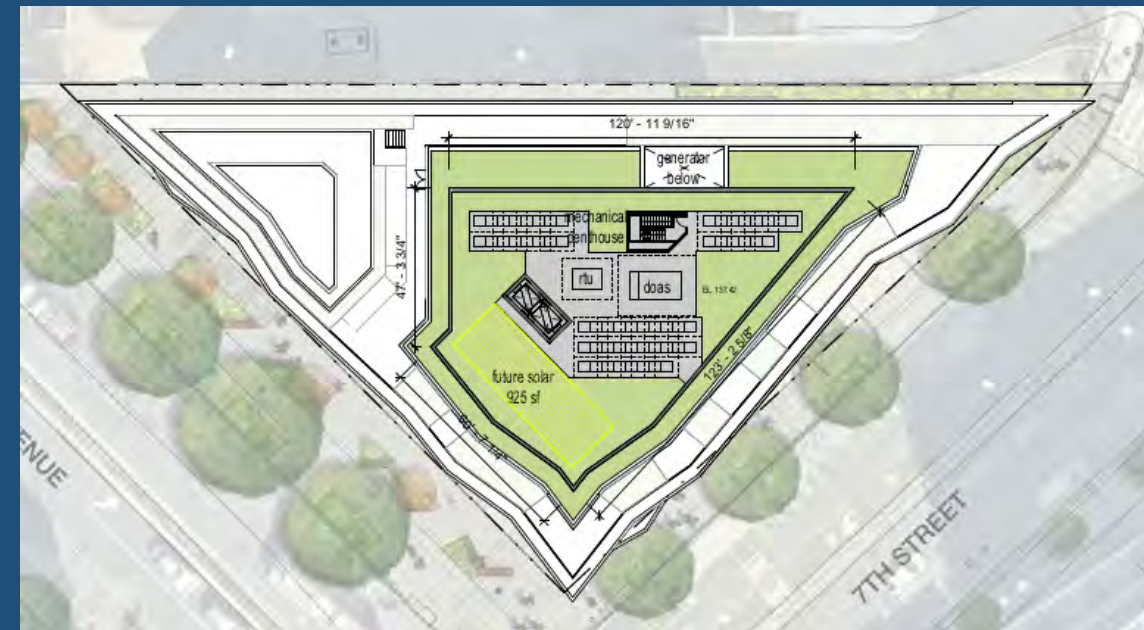 120' - 11 9/16"
generator
below
mechanical
penthouse
rtu
doas
EL. 137.42
47' - 3 3/4"
123' - 2 5/8"
future solar
925 sf
ENUE
7TH STREET